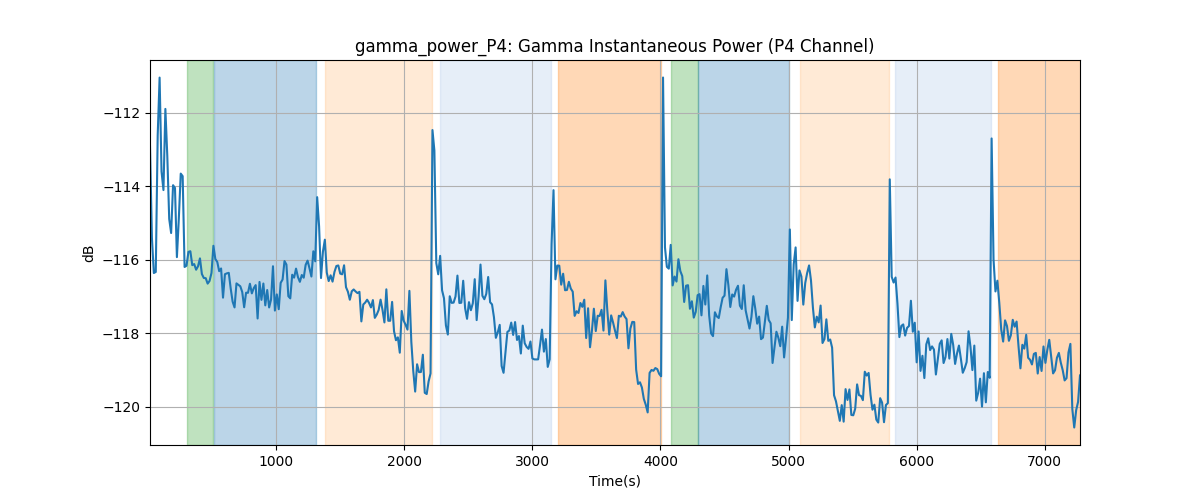 gamma_power_P4: Gamma Instantaneous Power (P4 Channel)
−112
−114
−116
−118
−120
dB
1000 2000 3000 4000 5000 6000 7000
Time(s)